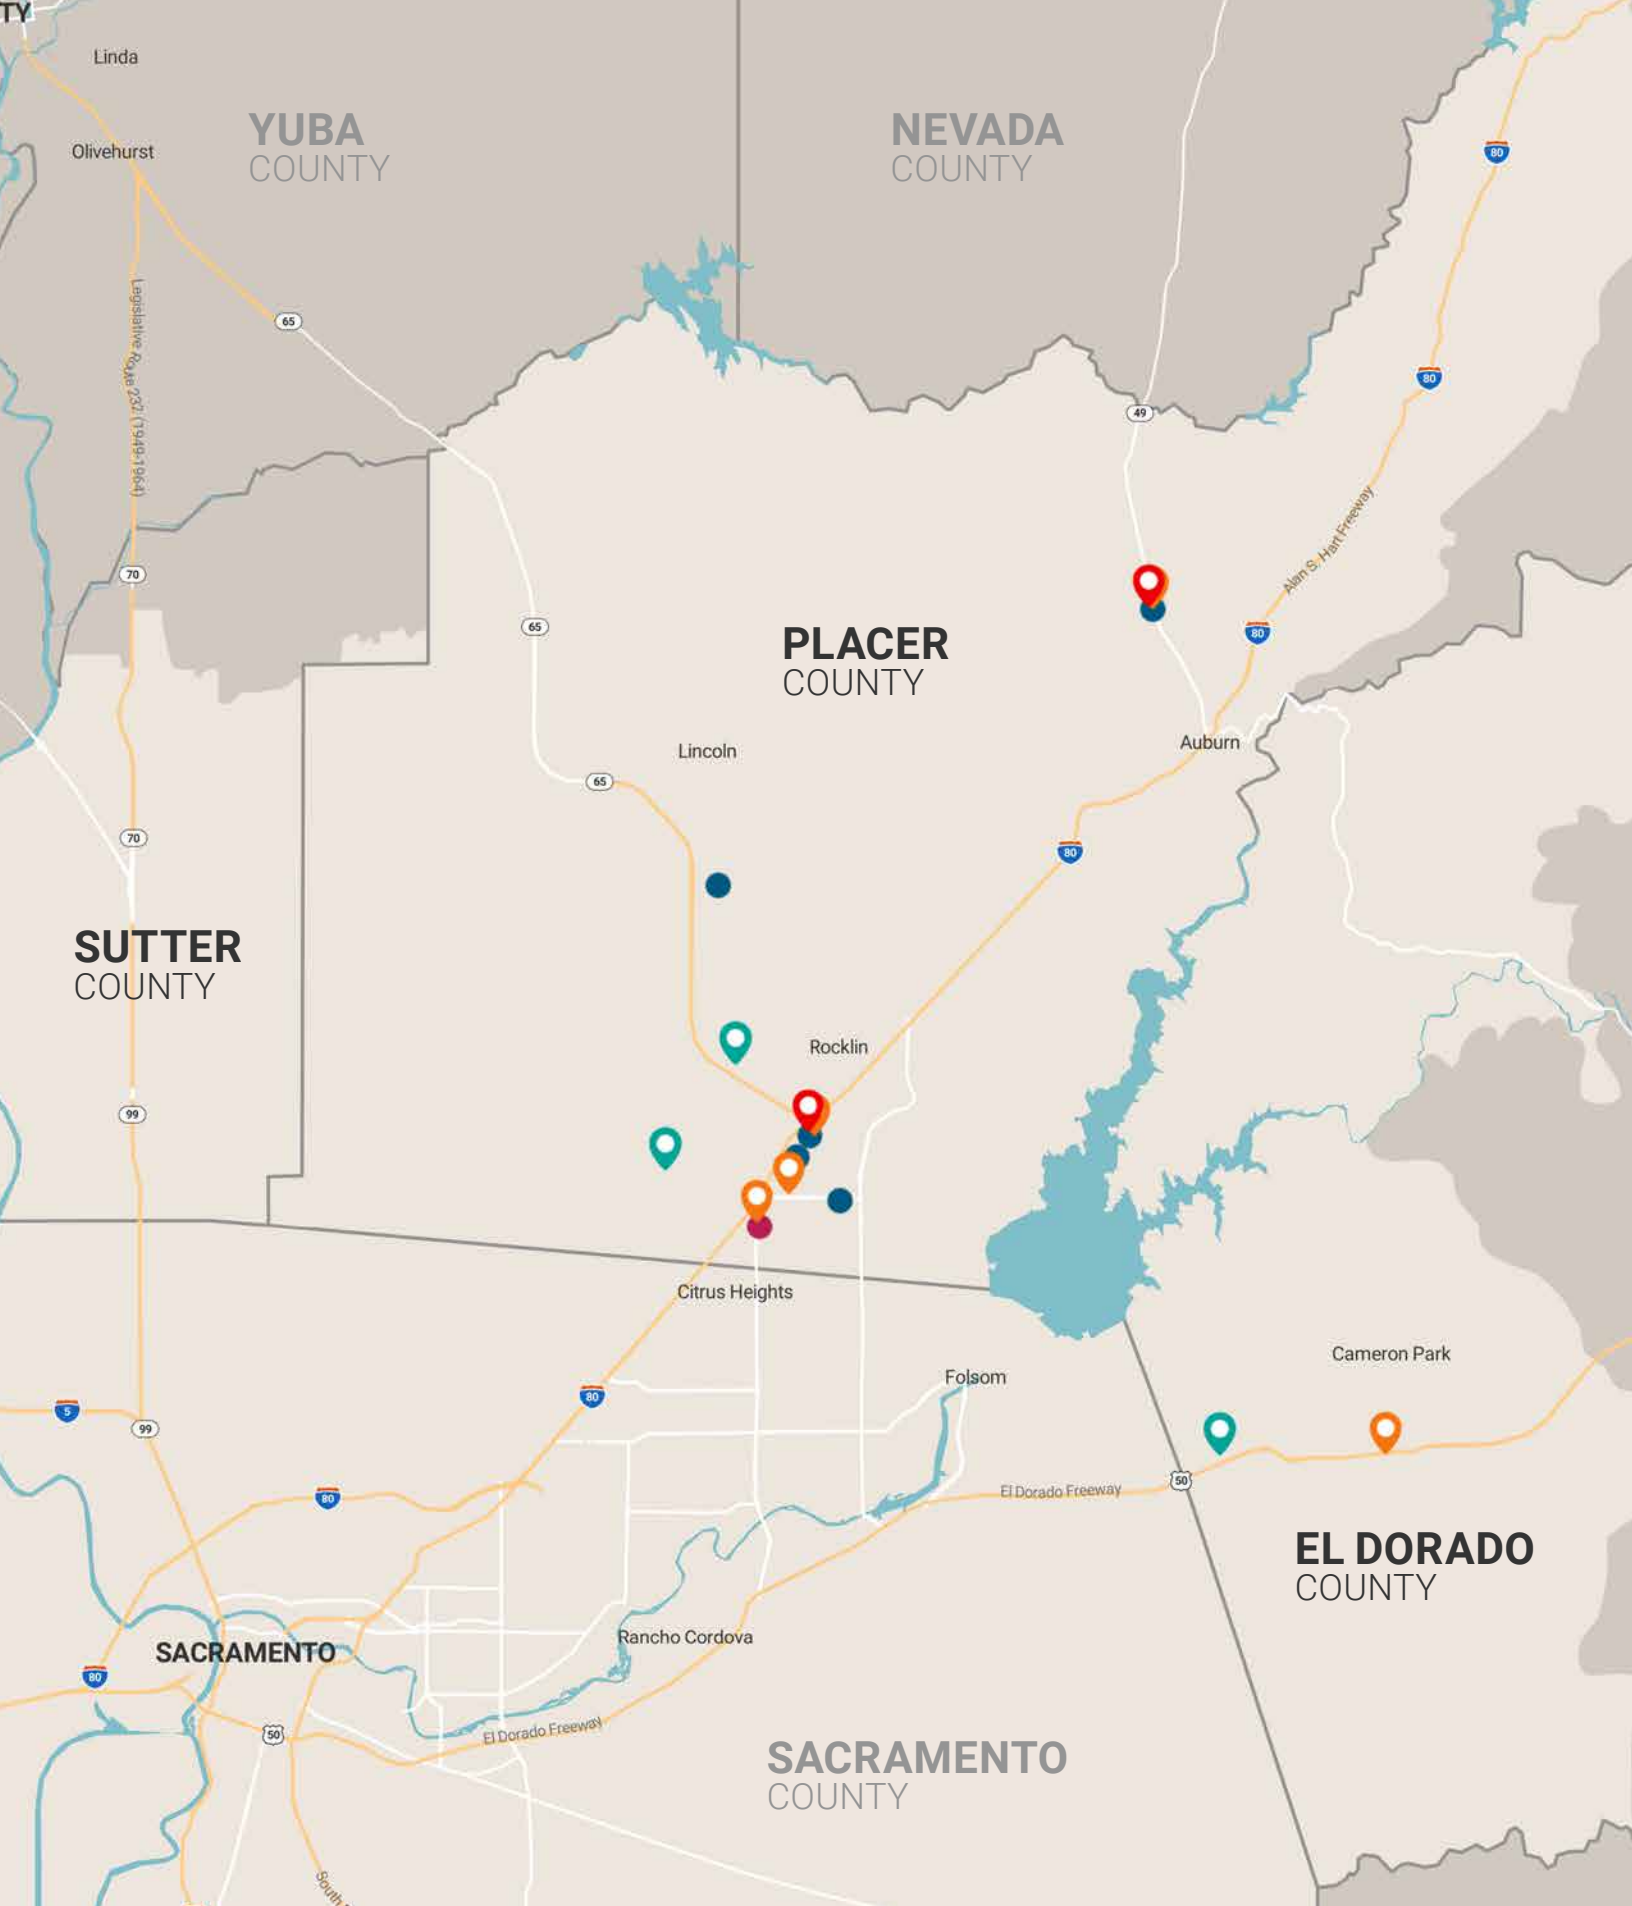 TY
Linda
YUBA
COUNTY
NEVADA
COUNTY
80
Olivehurst
Legislative Route 232 (1949-1964)
65
80
49
Alan S. Hart Freeway
70
65
80
PLACER
COUNTY
Auburn
Lincoln
65
70
80
SUTTER
COUNTY
Rocklin
99
Citrus Heights
Cameron Park
Folsom
80
5
99
50
El Dorado Freeway
80
EL DORADO
COUNTY
Rancho Cordova
SACRAMENTO
80
50
El Dorado Freeway
SACRAMENTO
COUNTY
South